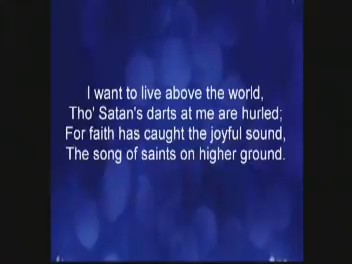 I want to live above the world,
Tho' Satan's darts at me are hurled;
For faith has caught the joyful sound,
The song of saints on higher ground.